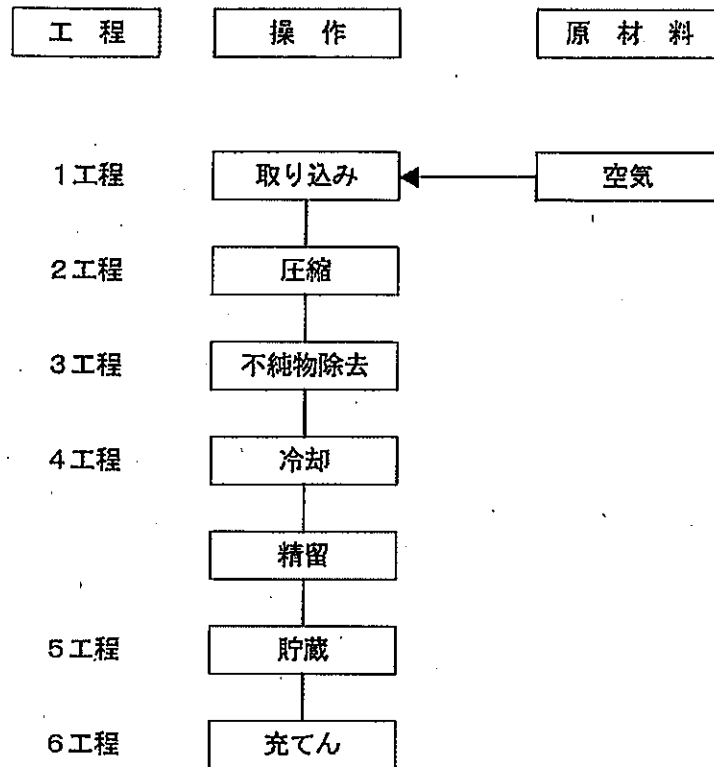 工程 操作 原材料
1工程 取り込み 空気
2工程 圧縮
3工程 不純物除去
4工程 冷却
精留
5工程 貯蔵
6工程 充てん